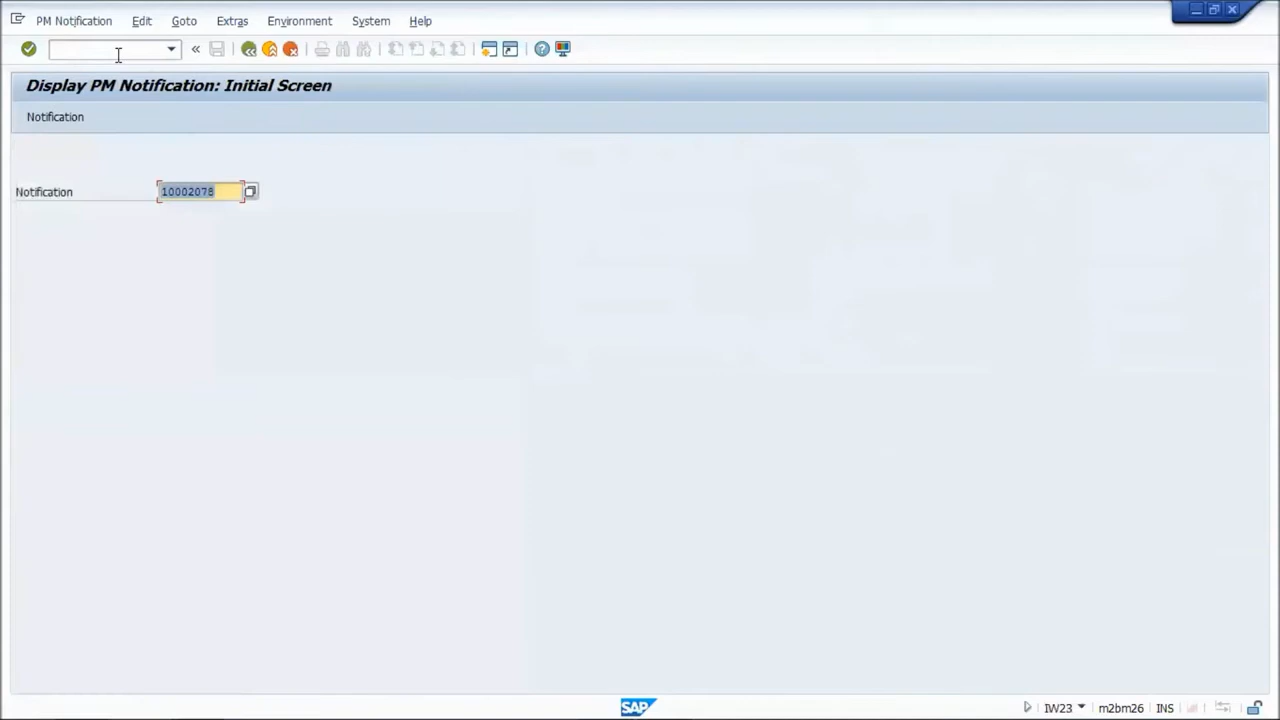 PM Notification Edit Goto Extras Environment System Help
Display PM Notification: Initial Screen
Notification
Notification 10002078
SAP IW23 m2bm26 INS